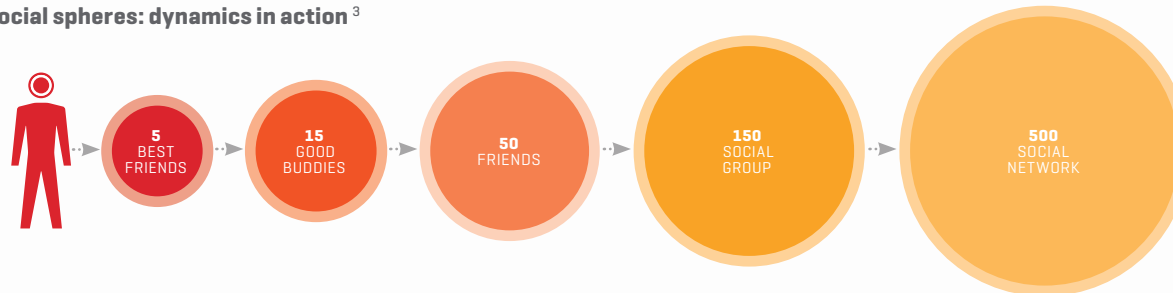 ocial spheres: dynamics in action 3
5
BEST
FRIENDS
15
GOOD
BUDDIES
50
FRIENDS
150
SOCIAL
GROUP
500
SOCIAL
NETWORK